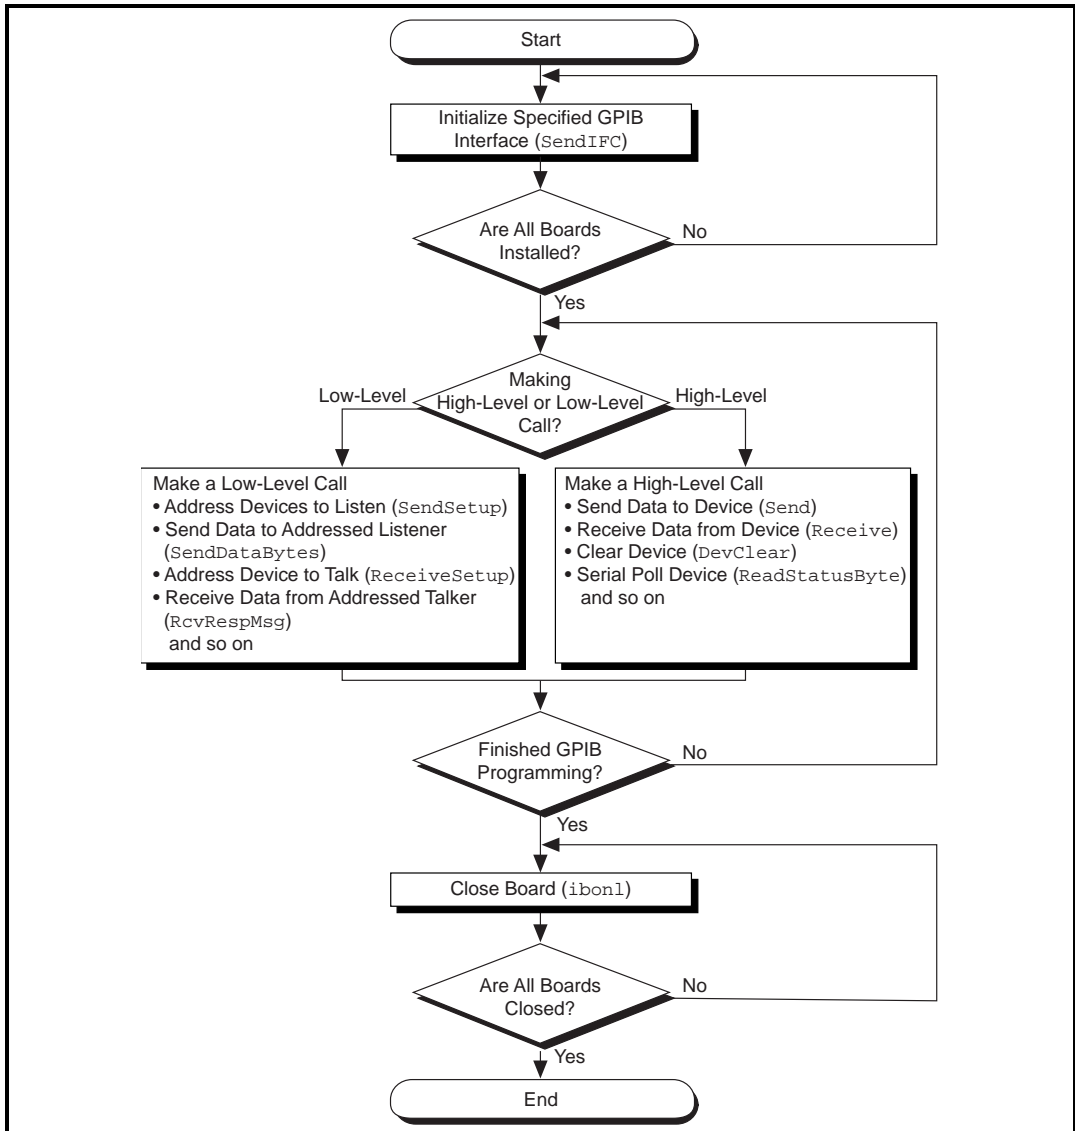 Start
Initialize Specified GPIB
Interface (SendIFC)
Are All Boards
Installed?
No
Yes
Making
High-Level or Low-Level
Call?
Low-Level
High-Level
Make a Low-Level Call
• Address Devices to Listen (SendSetup)
• Send Data to Addressed Listener
(SendDataBytes)
• Address Device to Talk (ReceiveSetup)
• Receive Data from Addressed Talker
(RcvRespMsg)
and so on
Make a High-Level Call
• Send Data to Device (Send)
• Receive Data from Device (Receive)
• Clear Device (DevClear)
• Serial Poll Device (ReadStatusByte)
and so on
Finished GPIB
Programming?
No
Yes
Close Board (ibonl)
Are All Boards
Closed?
No
Yes
End